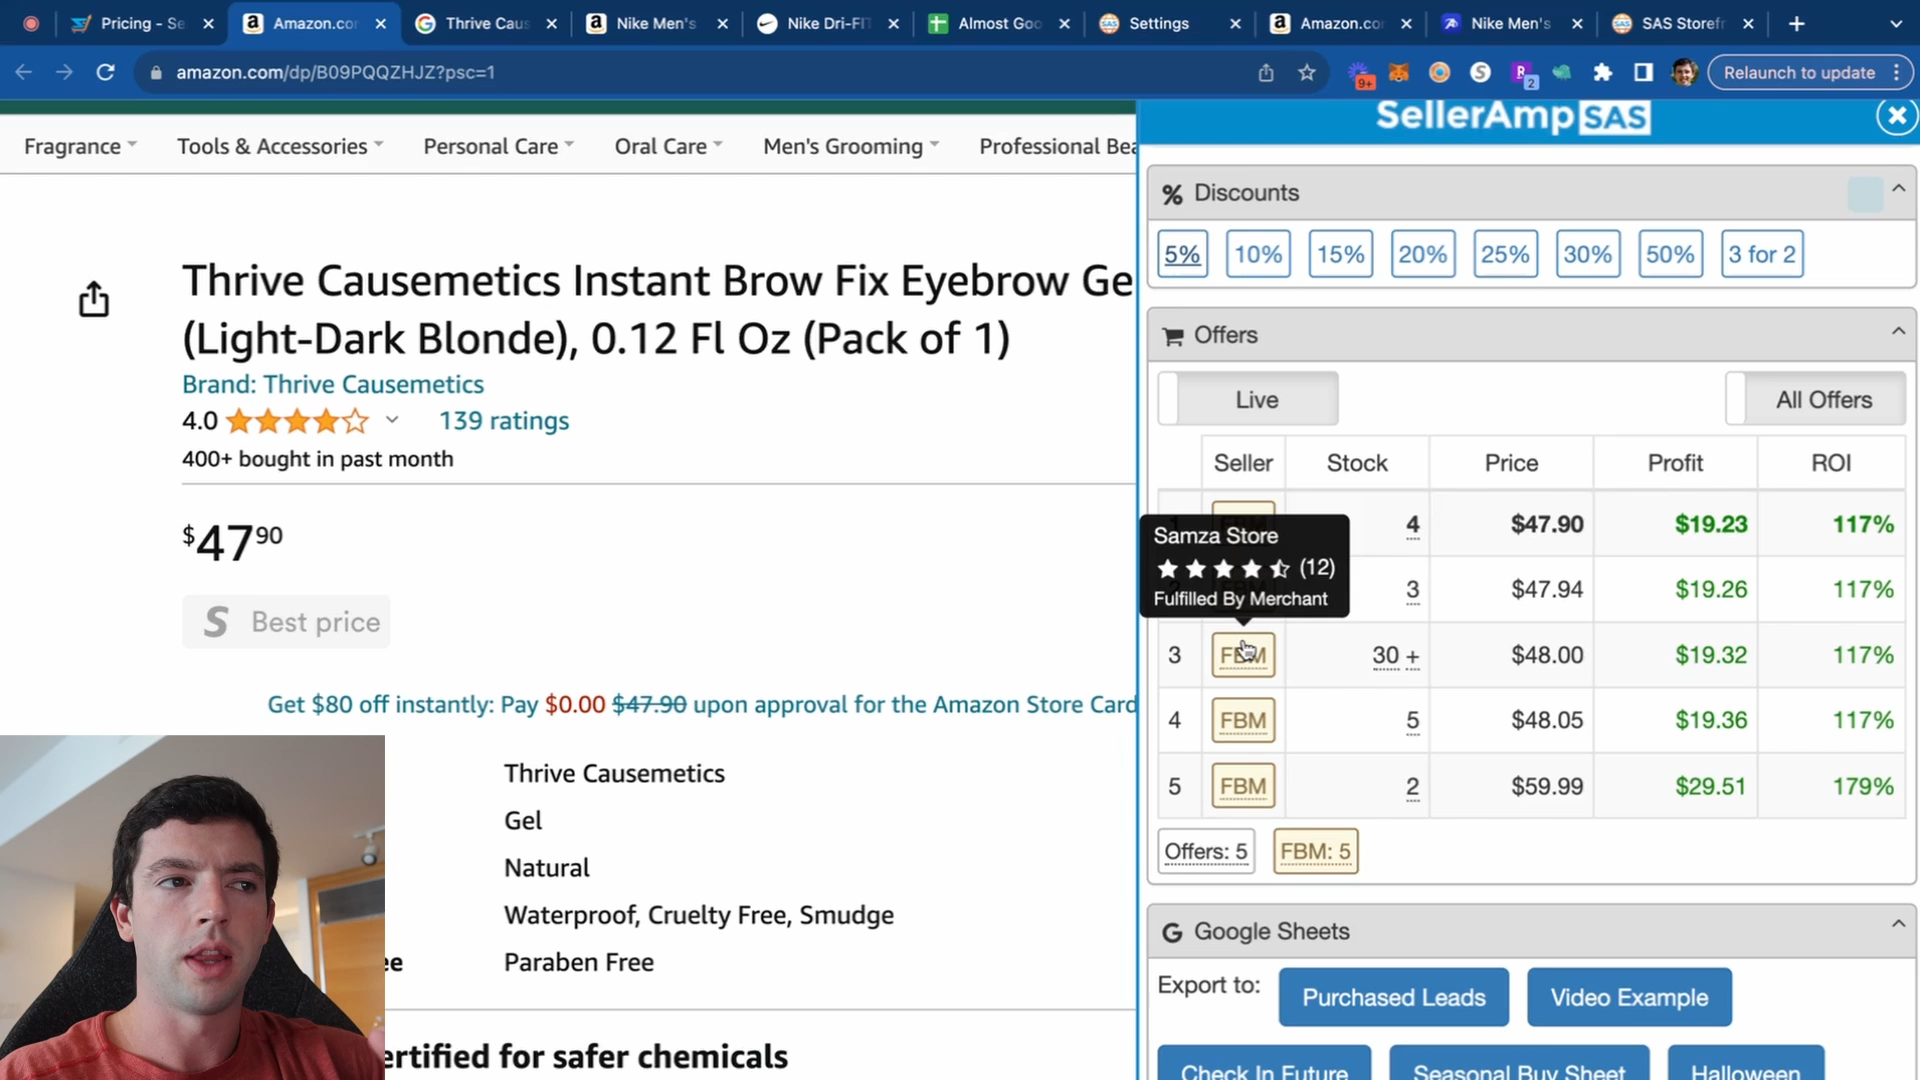 Pricing - Se
Amazon.co
Thrive Caus
Nike Men's
Nike Dri-FIT
Almost Goo
Settings
Amazon.co
Nike Men's
SAS Storefr
amazon.com/dp/B09PQQZHJZ?psc=1
9+
2
Relaunch to update
Fragrance
Tools & Accessories
Personal Care
Oral Care
Men's Grooming
Professional Bea
Thrive Causemetics Instant Brow Fix Eyebrow Ge
(Light-Dark Blonde), 0.12 Fl Oz (Pack of 1)
Brand: Thrive Causemetics
4.0
139 ratings
400+ bought in past month
$47.90
Best price
Get $80 off instantly: Pay $0.00 $47.90 upon approval for the Amazon Store Card
Thrive Causemetics
Gel
Natural
Waterproof, Cruelty Free, Smudge
ee Paraben Free
ertified for safer chemicals
SellerAmp SAS
% Discounts
5% 10% 15% 20% 25% 30% 50% 3 for 2
Offers
Live All Offers
Seller Stock Price Profit ROI
4 $47.90 $19.23 117%
Samza Store
(12)
Fulfilled By Merchant
3 $47.94 $19.26 117%
3 FBM 30 + $48.00 $19.32 117%
4 FBM 5 $48.05 $19.36 117%
5 FBM 2 $59.99 $29.51 179%
Offers: 5 FBM: 5
G Google Sheets
Export to: Purchased Leads Video Example
Check In Future Seasonal Buy Sheet Halloween